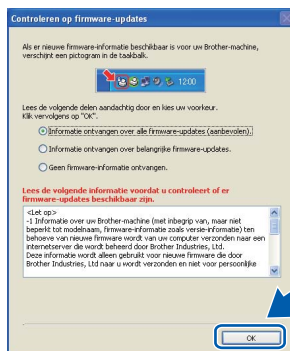 Controleren op firmware-updates
Als er nieuwe firmware-informatie beschikbaar is voor uw Brother-machine,
verschijnt een pictogram in de taakbalk.
12:00
Lees de volgende delen aandachtig door en kies uw voorkeur.
Klik vervolgens op "OK".
Informatie ontvangen over alle firmware-updates (aanbevolen).
Informatie ontvangen over belangrijke firmware-updates.
Geen firmware-informatie ontvangen.
Lees de volgende informatie voordat u controleert of er
firmware-updates beschikbaar zijn.
<Let op>
-1 Informatie over uw Brother-machine (met inbegrip van, maar niet
beperkt tot modelnaam, firmware-informatie zoals versie-informatie) ten
behoeve van nieuwe firmware wordt van uw computer verzonden naar een
internetserver die wordt beheerd door Brother Industries, Ltd.
Deze informatie wordt alleen gebruikt voor nieuwe firmware die door
Brother Industries, Ltd naar u wordt verzonden en niet voor persoonlijke
OK